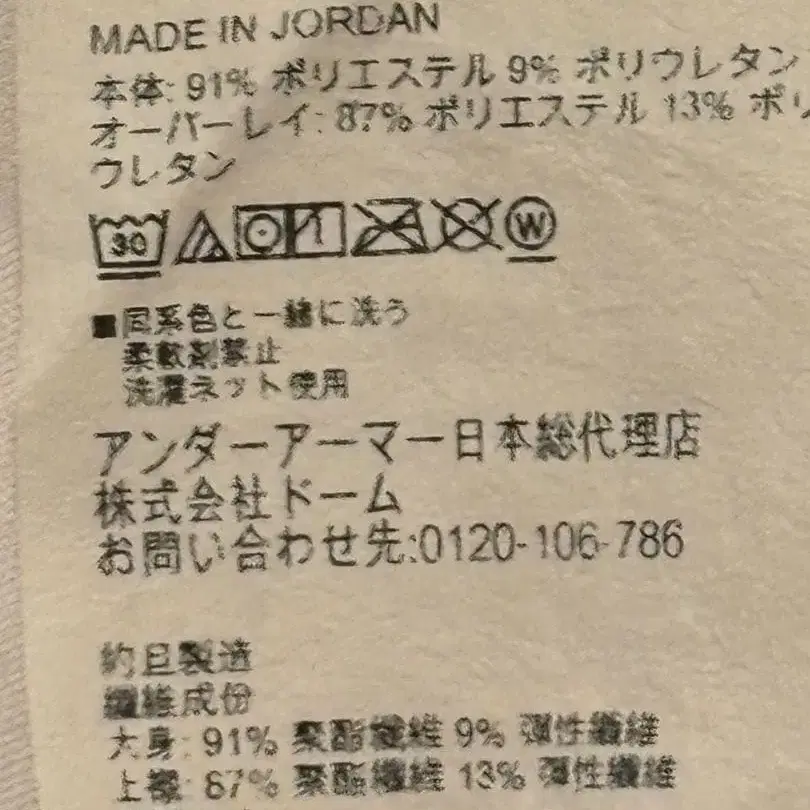 MADE IN JORDAN
本体: 91% ポリエステル 9% ポリウレタン
オーバーレイ: 87% ポリエステル 13% ポリ
ウレタン
30 W
■同系色と一緒に洗う
柔軟剤禁止
洗濯ネット使用
アンダーアーマー日本総代理店
株式会社ドーム
お問い合わせ先:0120-106-786
約旦製造
纖維成份
大身: 91% 聚酯纖維 9% 彈性纖維
上層: 87% 聚酯纖維 13% 彈性纖維